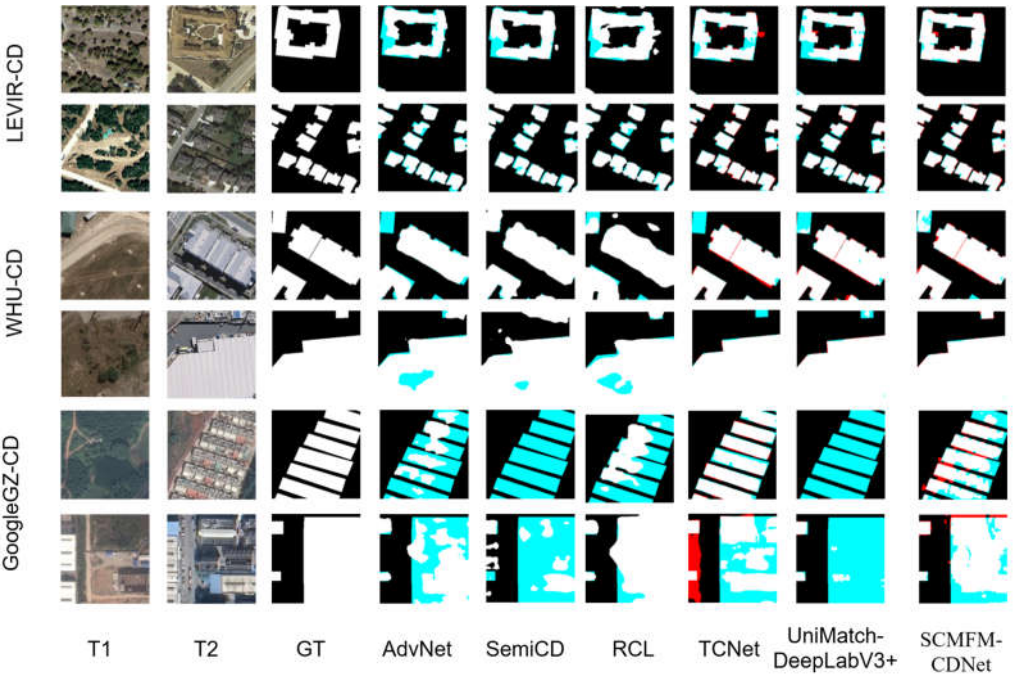 LEVIR-CD
WHU-CD
GoogleGZ-CD
T1
T2
GT
AdvNet
SemiCD
RCL
TCNet
UniMatch-
DeepLabV3+
SCMFM-
CDNet